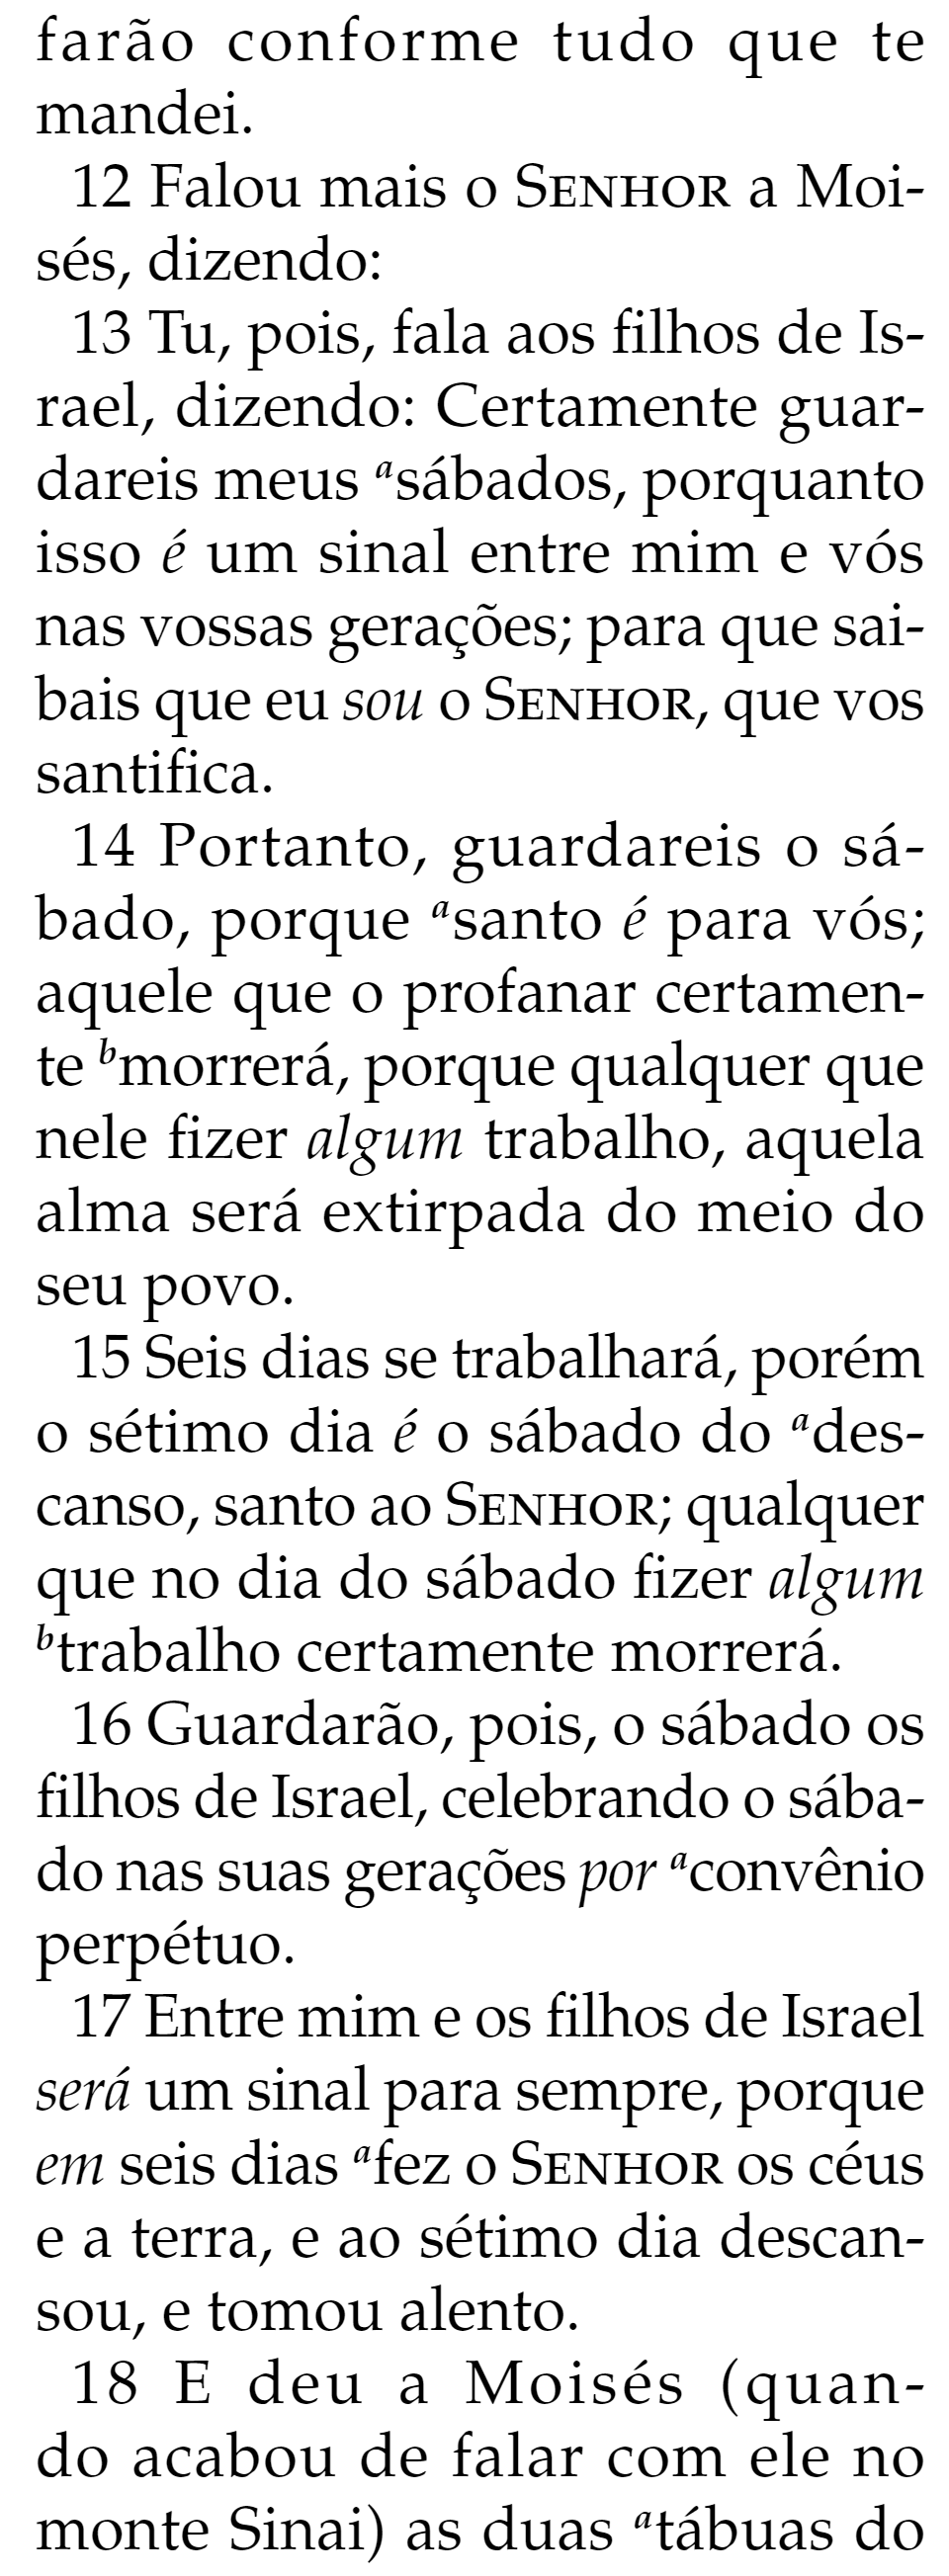 farão conforme tudo que te
mandei.
12 Falou mais o SENHOR a Moi-
sés, dizendo:
13 Tu, pois, fala aos filhos de Is-
rael, dizendo: Certamente guar-
dareis meus ᵃsábados, porquanto
isso é um sinal entre mim e vós
nas vossas gerações; para que sai-
bais que eu sou o SENHOR, que vos
santifica.
14 Portanto, guardareis o sá-
bado, porque ᵃsanto é para vós;
aquele que o profanar certamen-
te ᵇmorrerá, porque qualquer que
nele fizer algum trabalho, aquela
alma será extirpada do meio do
seu povo.
15 Seis dias se trabalhará, porém
o sétimo dia é o sábado do ᵃdes-
canso, santo ao SENHOR; qualquer
que no dia do sábado fizer algum
ᵇtrabalho certamente morrerá.
16 Guardarão, pois, o sábado os
filhos de Israel, celebrando o sába-
do nas suas gerações por ᵃconvênio
perpétuo.
17 Entre mim e os filhos de Israel
será um sinal para sempre, porque
em seis dias ᵃfez o SENHOR os céus
e a terra, e ao sétimo dia descan-
sou, e tomou alento.
18 E deu a Moisés (quan-
do acabou de falar com ele no
monte Sinai) as duas ᵃtábuas do